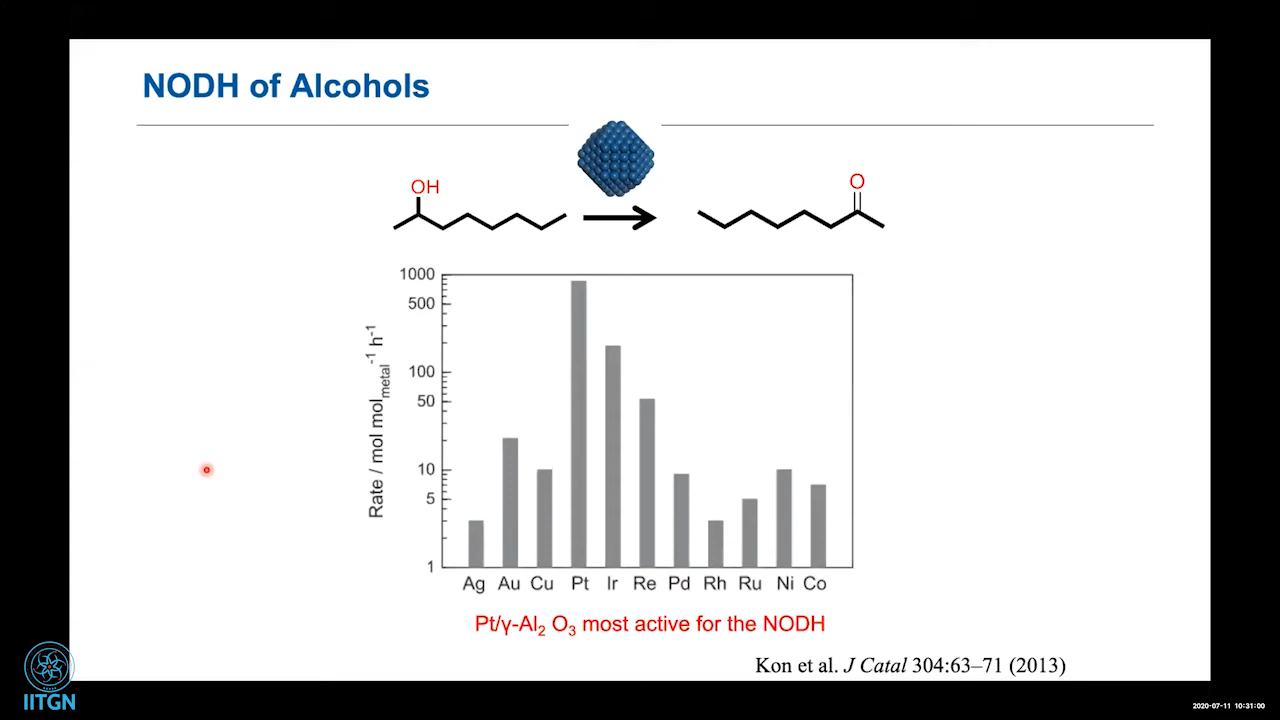 NODH of Alcohols
OH
O
1000
500
100
50
10
5
1
Rate / mol mol_metal^-1 h^-1
Ag Au Cu Pt Ir Re Pd Rh Ru Ni Co
Pt/γ-Al₂ O₃ most active for the NODH
Kon et al. J Catal 304:63–71 (2013)
IITGN
2020-07-11 10:31:00